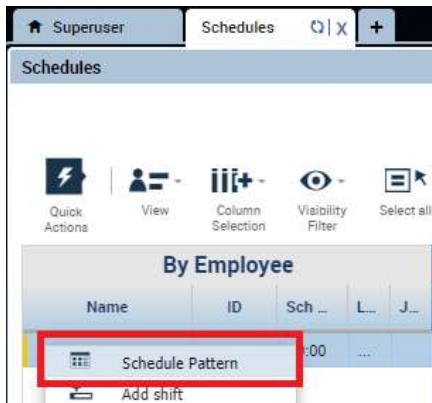 Superuser
Schedules
X
+
Schedules
Quick Actions
View
Column Selection
Visibility Filter
Select all
By Employee
Name
ID
Sch ...
L...
J...
:00
...
Schedule Pattern
Add shift